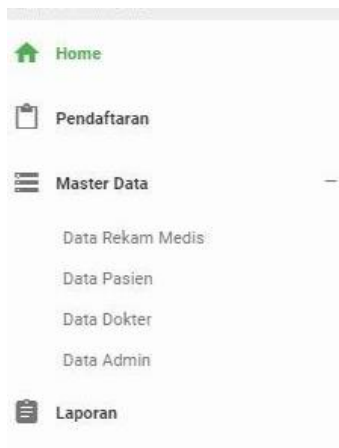 Home
Pendaftaran
Master Data
Data Rekam Medis
Data Pasien
Data Dokter
Data Admin
Laporan